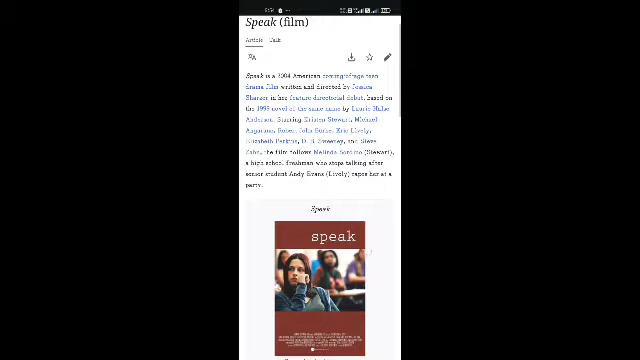 Speak (film)
Article Talk
Speak is a 2004 American coming-of-age teen
drama film written and directed by Jessica
Sharzer in her feature directorial debut, based on
the 1999 novel of the same name by Laurie Halse
Anderson. Starring Kristen Stewart, Michael
Angarano, Robert John Burke, Eric Lively,
Elizabeth Perkins, D. B. Sweeney, and Steve
Zahn, the film follows Melinda Sordino (Stewart),
a high school freshman who stops talking after
senior student Andy Evans (Lively) rapes her at a
party.
Speak
speak